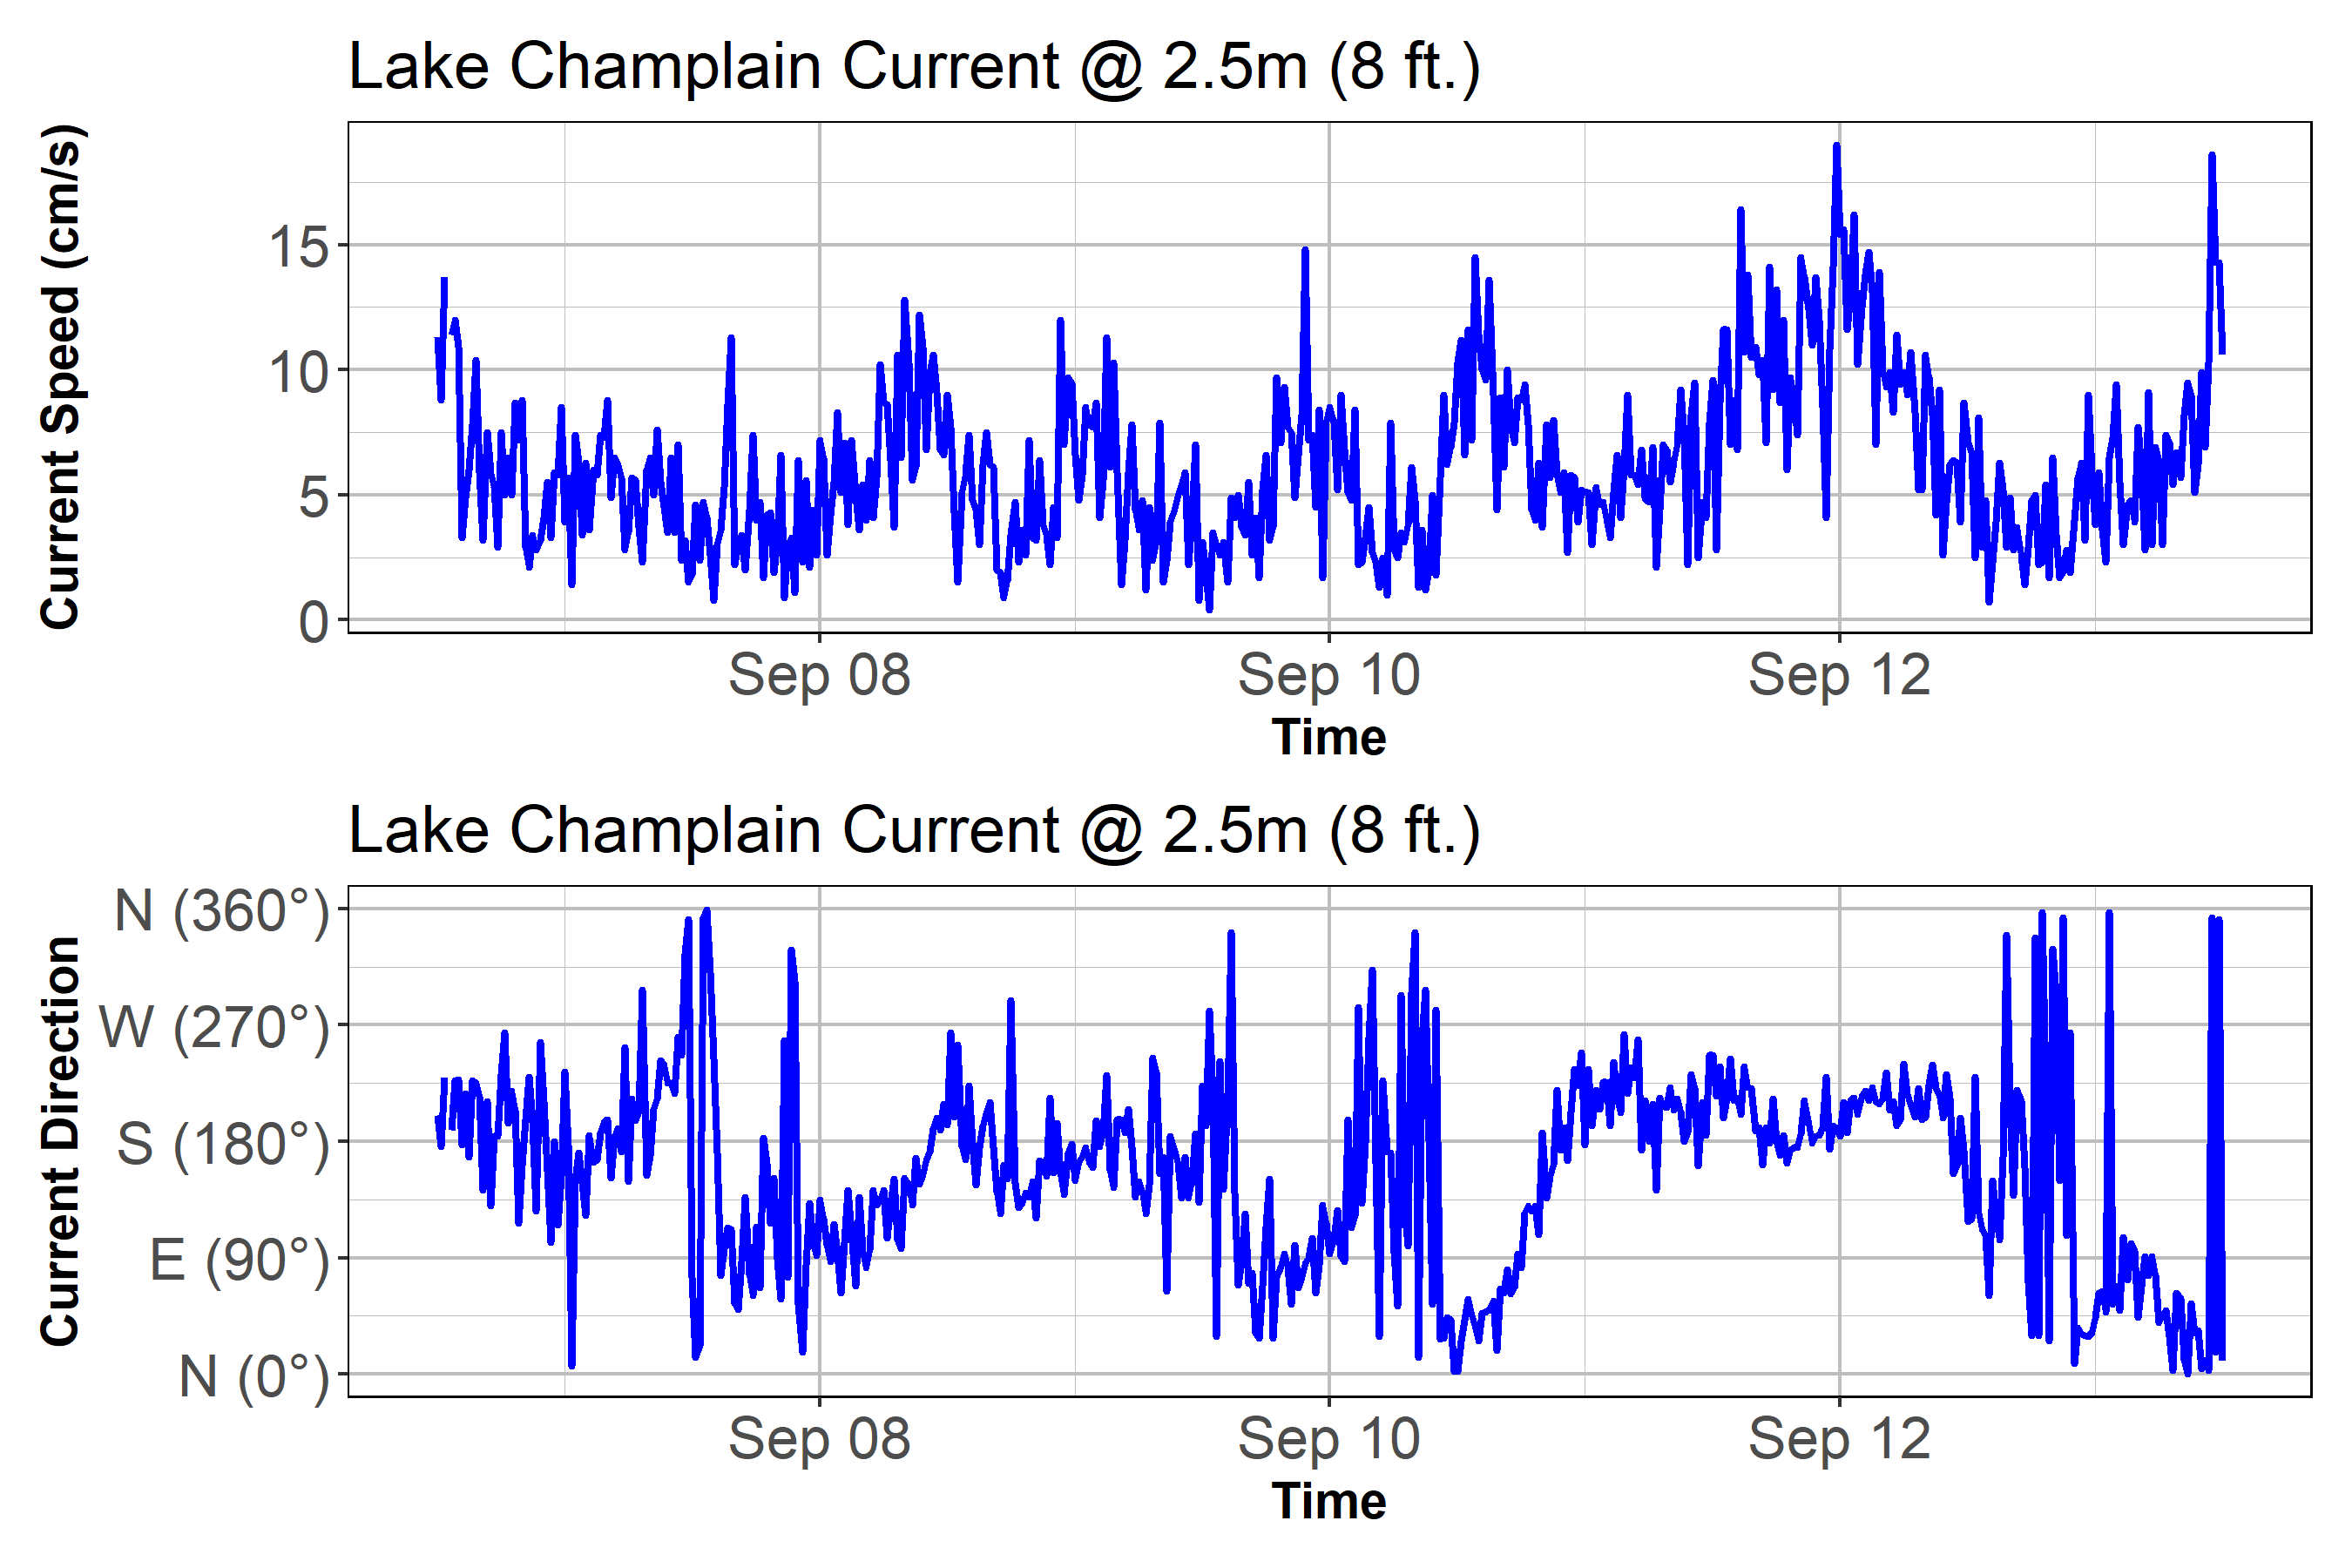 Lake Champlain Current @ 2.5m (8 ft.)
Current Speed (cm/s)
15
10
5
0
Sep 08 Sep 10 Sep 12
Time
Lake Champlain Current @ 2.5m (8 ft.)
Current Direction
N (360°)
W (270°)
S (180°)
E (90°)
N (0°)
Sep 08 Sep 10 Sep 12
Time